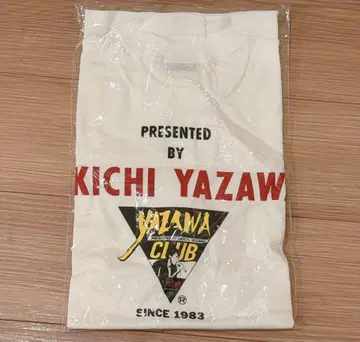 PRESENTED
BY
KICHI YAZAW
YAZAWA
CLUB
®
SINCE 1983